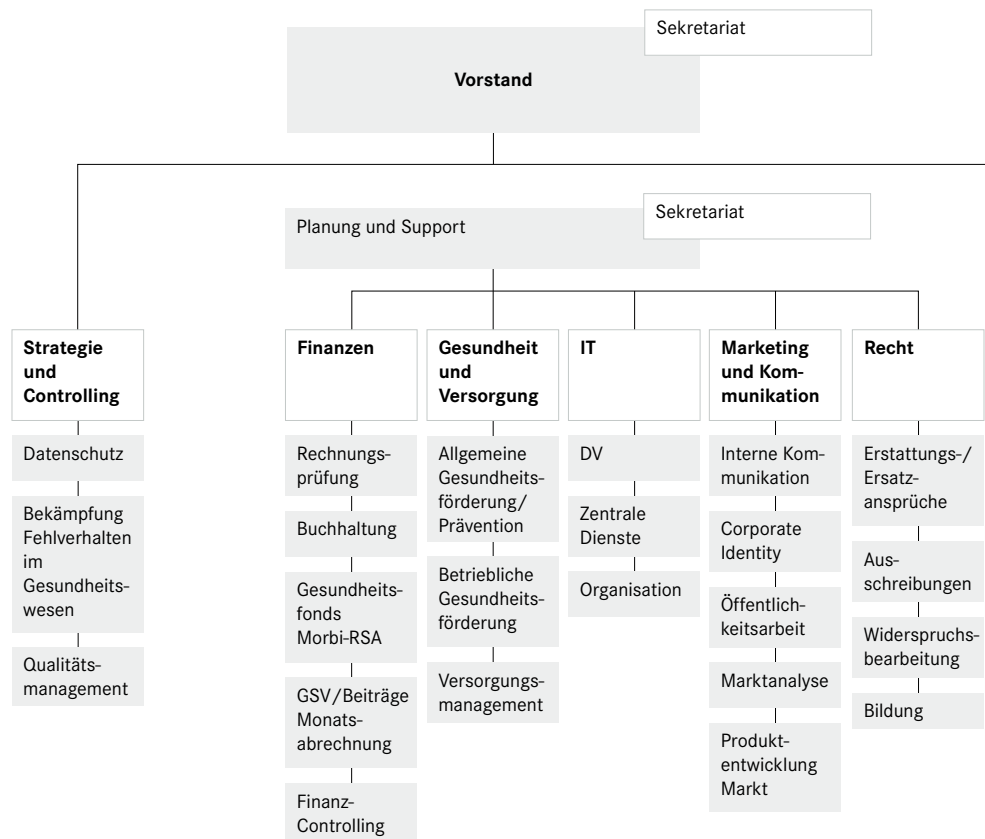 Sekretariat
Vorstand
Sekretariat
Planung und Support
Strategie
und
Controlling
Datenschutz
Bekämpfung
Fehlverhalten
im
Gesundheits-
wesen
Qualitäts-
management
Finanzen
Rechnungs-
prüfung
Buchhaltung
Gesundheits-
fonds
Morbi-RSA
GSV/Beiträge
Monats-
abrechnung
Finanz-
Controlling
Gesundheit
und
Versorgung
Allgemeine
Gesundheits-
förderung/
Prävention
Betriebliche
Gesundheits-
förderung
Versorgungs-
management
IT
DV
Zentrale
Dienste
Organisation
Marketing
und Kom-
munikation
Interne Kom-
munikation
Corporate
Identity
Öffentlich-
keitsarbeit
Marktanalyse
Produkt-
entwicklung
Markt
Recht
Erstattungs-/
Ersatz-
ansprüche
Aus-
schreibungen
Widerspruchs-
bearbeitung
Bildung